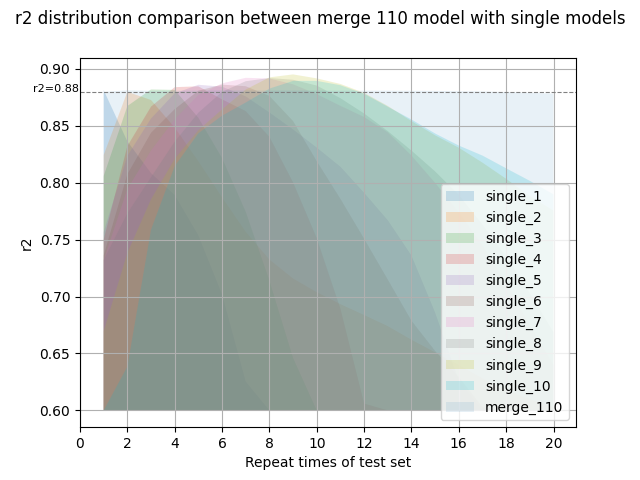 r2 distribution comparison between merge 110 model with single models
0.90
r2=0.88
0.85
0.80
0.75
0.70
0.65
0.60
r2
0 2 4 6 8 10 12 14 16 18 20
Repeat times of test set
single_1
single_2
single_3
single_4
single_5
single_6
single_7
single_8
single_9
single_10
merge_110